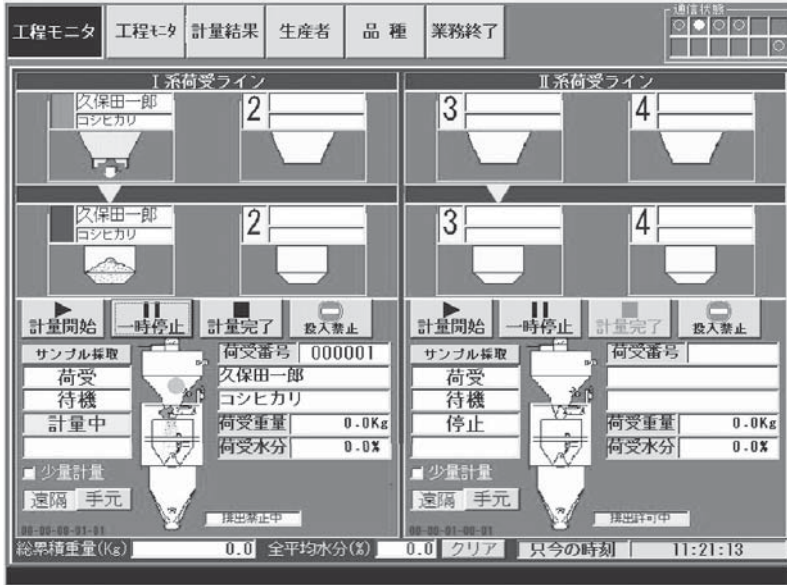 工程モニタ 工程モニタ 計量結果 生産者 品種 業務終了
通信状態
Ⅰ系荷受ライン
久保田一郎
コシヒカリ
2
久保田一郎
コシヒカリ
2
計量開始 一時停止 計量完了 投入禁止
サンプル採取
荷受
待機
計量中
荷受番号 000001
久保田一郎
コシヒカリ
荷受重量 0.0Kg
荷受水分 0.0%
少量計量
遠隔 手元
排出禁止中
00-00-00-01-01
Ⅱ系荷受ライン
3 4
3 4
計量開始 一時停止 計量完了 投入禁止
サンプル採取
荷受
待機
停止
荷受番号
荷受重量 0.0Kg
荷受水分 0.0%
少量計量
遠隔 手元
排出許可中
00-00-01-00-01
総累積重量(Kg) 0.0 全平均水分(%) 0.0 クリア 只今の時刻 11:21:13